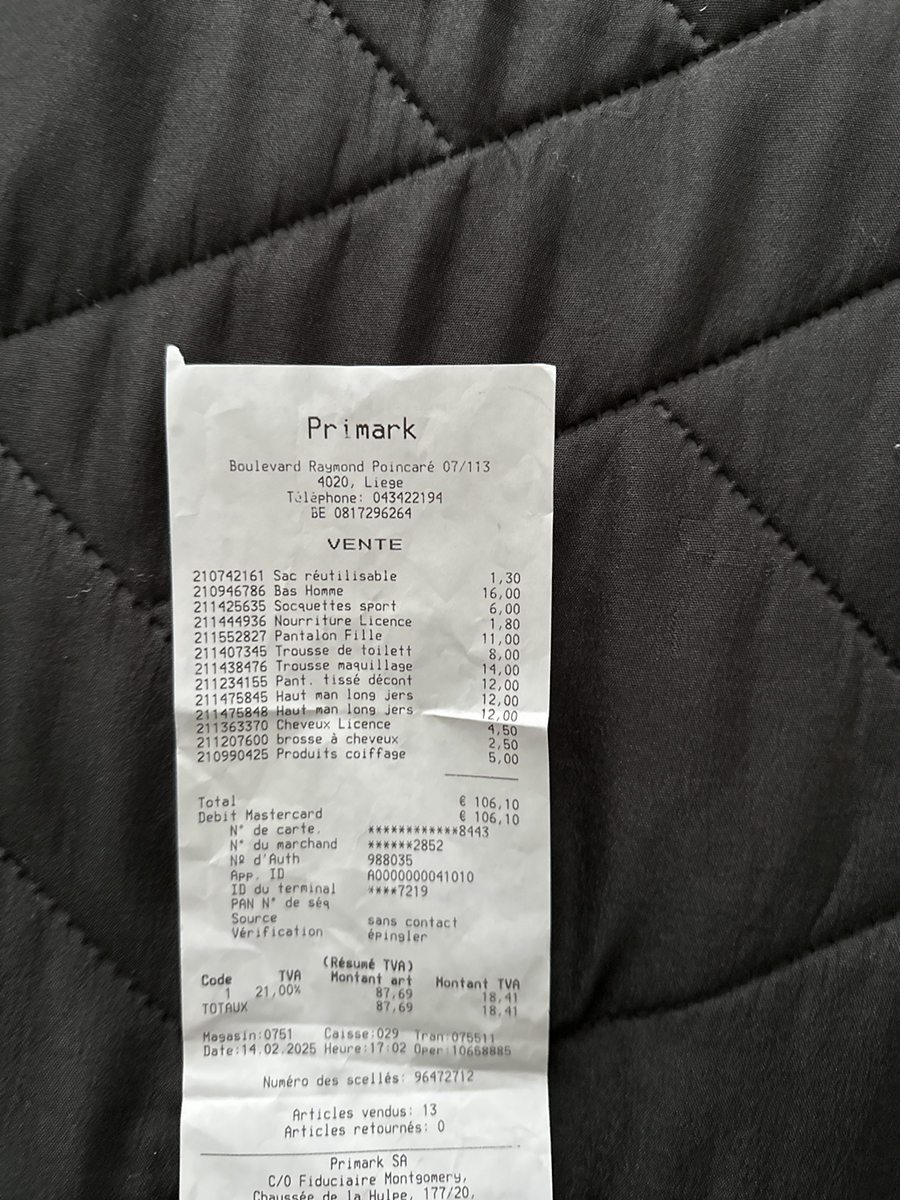 Primark
Boulevard Raymond Poincaré 07/113
4020, Liege
Téléphone: 043422194
BE 0817296264
VENTE
210742161 Sac réutilisable 1,30
210946786 Bas Homme 16,00
211425635 Socquettes sport 6,00
211444936 Nourriture Licence 1,80
211552827 Pantalon Fille 11,00
211407345 Trousse de toilett 8,00
211438476 Trousse maquillage 14,00
211234155 Pant. tissé décont 12,00
211475845 Haut man long jers 12,00
211475848 Haut man long jers 12,00
211363370 Cheveux Licence 4,50
211207600 brosse à cheveux 2,50
210990425 Produits coiffage 5,00
Total € 106,10
Debit Mastercard € 106,10
N° de carte. ************8443
N° du marchand ******2852
Nº d'Auth 988035
App. ID A0000000041010
ID du terminal ****7219
PAN N° de séq
Source sans contact
Vérification épingler
(Résumé TVA)
Code TVA Montant art Montant TVA
1 21,00% 87,69 18,41
TOTAUX 87,69 18,41
Magasin:0751 Caisse:029 Tran:075511
Date:14.02.2025 Heure:17:02 Oper:10658885
Numéro des scellés: 96472712
Articles vendus: 13
Articles retournés: 0
Primark SA
C/O Fiduciaire Montgomery,
Chaussée de la Hulpe, 177/20,